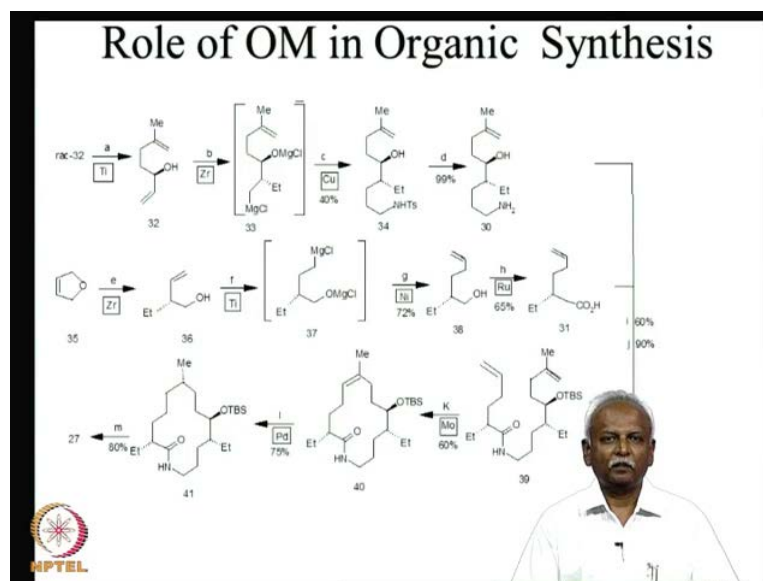 Role of OM in Organic Synthesis
rac-32
a
Ti
Me
OH
32
b
Zr
Me
OMgCl
Et
MgCl
33
c
Cu
40%
Me
OH
Et
NHTs
34
d
99%
Me
OH
Et
NH2
30
O
35
e
Zr
Et
OH
36
f
Ti
MgCl
OMgCl
Et
37
g
Ni
72%
Et
OH
38
h
Ru
65%
Et
CO2H
31
i 60%
j 90%
27
m
80%
Me
OTBS
Et
O
HN
Et
41
l
Pd
75%
Me
OTBS
Et
O
HN
Et
40
K
Mo
60%
Me
OTBS
Et
O
HN
Et
39
NPTEL